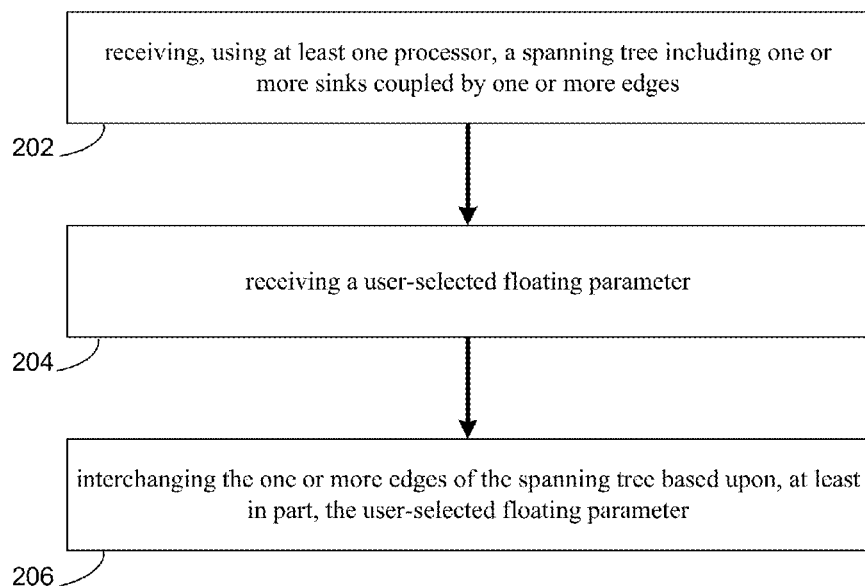 receiving, using at least one processor, a spanning tree including one or
more sinks coupled by one or more edges
202
receiving a user-selected floating parameter
204
interchanging the one or more edges of the spanning tree based upon, at least
in part, the user-selected floating parameter
206